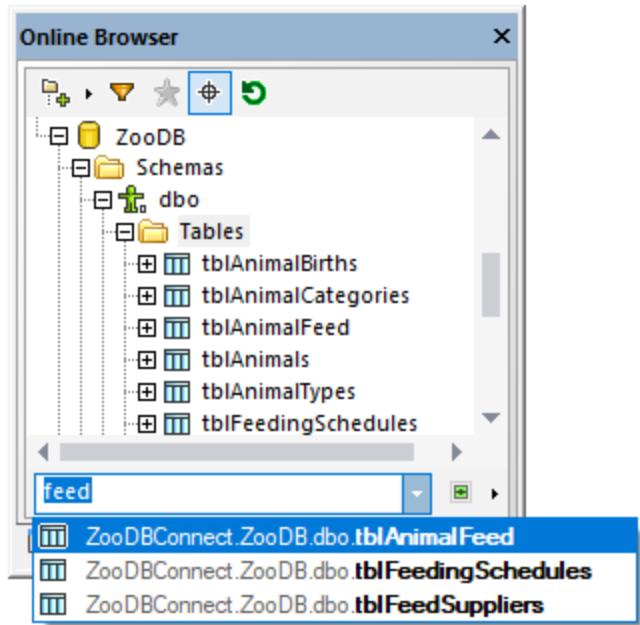 Online Browser
ZooDB
Schemas
dbo
Tables
tblAnimalBirths
tblAnimalCategories
tblAnimalFeed
tblAnimals
tblAnimalTypes
tblFeedingSchedules
feed
ZooDBConnect.ZooDB.dbo.tblAnimalFeed
ZooDBConnect.ZooDB.dbo.tblFeedingSchedules
ZooDBConnect.ZooDB.dbo.tblFeedSuppliers